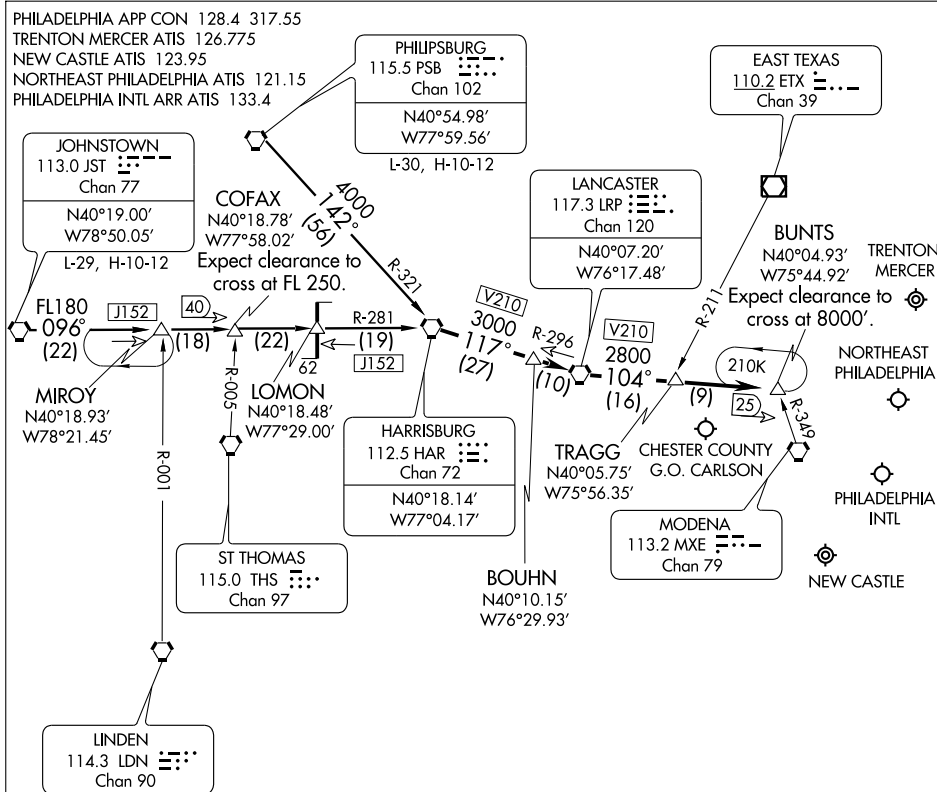 PHILADELPHIA APP CON 128.4 317.55
TRENTON MERCER ATIS 126.775
NEW CASTLE ATIS 123.95
NORTHEAST PHILADELPHIA ATIS 121.15
PHILADELPHIA INTL ARR ATIS 133.4
PHILIPSBURG
115.5 PSB
Chan 102
N40°54.98'
W77°59.56'
L-30, H-10-12
EAST TEXAS
110.2 ETX
Chan 39
JOHNSTOWN
113.0 JST
Chan 77
N40°19.00'
W78°50.05'
L-29, H-10-12
COFAX
N40°18.78'
W77°58.02'
Expect clearance to
cross at FL 250.
4000
142°
(56)
R-321
LANCASTER
117.3 LRP
Chan 120
N40°07.20'
W76°17.48'
BUNTS
N40°04.93'
W75°44.92'
Expect clearance to
cross at 8000'.
TRENTON
MERCER
FL180
096°
(22)
J152
(18)
40
(22)
62
R-281
(19)
J152
V210
3000
117°
(27)
R-296
(10)
V210
2800
104°
(16)
R-211
(9)
210K
25
R-349
NORTHEAST
PHILADELPHIA
MIROY
N40°18.93'
W78°21.45'
R-001
R-005
LOMON
N40°18.48'
W77°29.00'
HARRISBURG
112.5 HAR
Chan 72
N40°18.14'
W77°04.17'
TRAGG
N40°05.75'
W75°56.35'
CHESTER COUNTY
G.O. CARLSON
PHILADELPHIA
INTL
MODENA
113.2 MXE
Chan 79
NEW CASTLE
ST THOMAS
115.0 THS
Chan 97
BOUHN
N40°10.15'
W76°29.93'
LINDEN
114.3 LDN
Chan 90